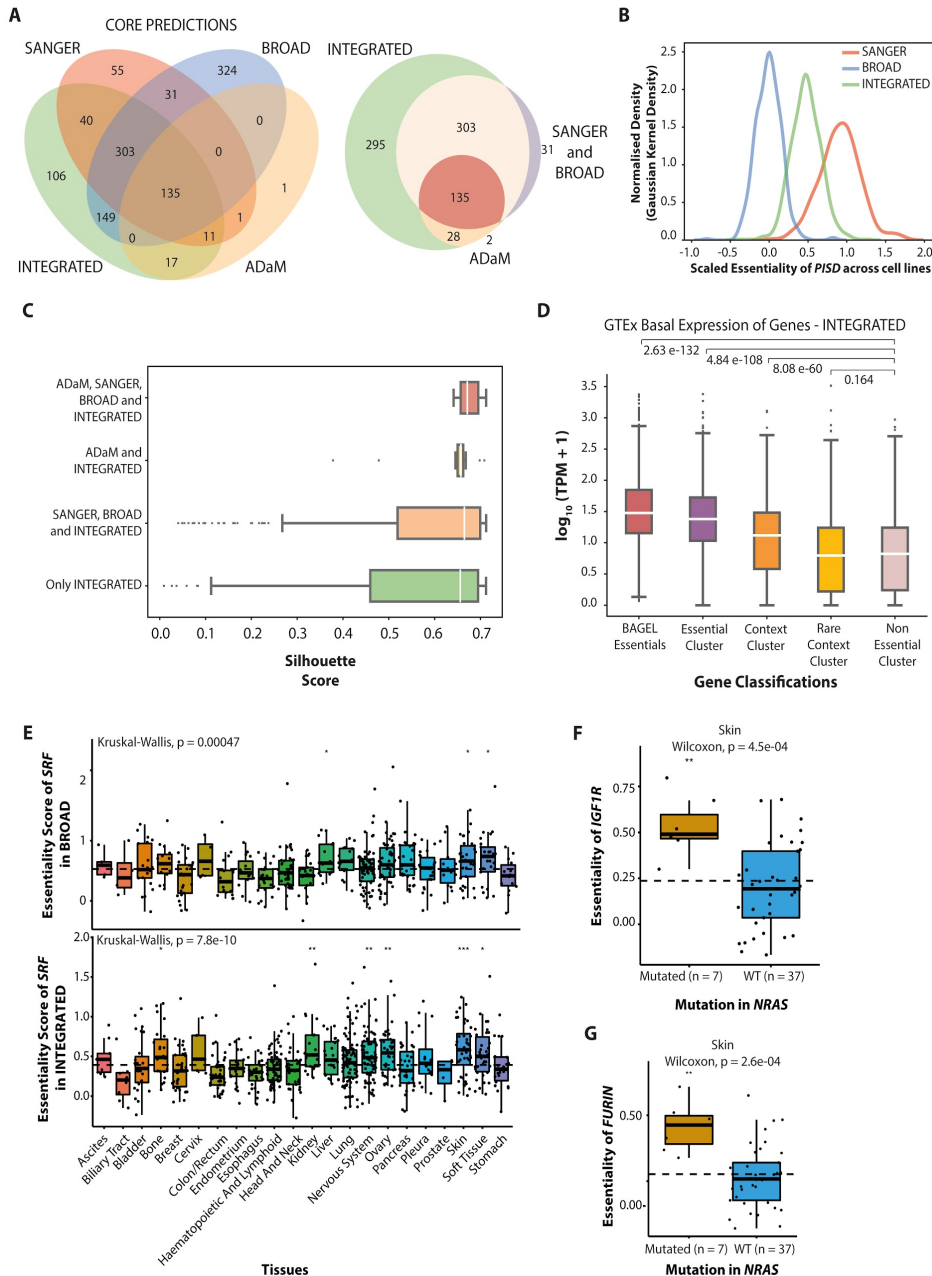 A
CORE PREDICTIONS
SANGER
BROAD
55
324
31
40
0
303
0
106
135
1
149
1
0
11
17
INTEGRATED
ADaM
INTEGRATED
303
295
31
SANGER
and
BROAD
135
28
2
ADaM
B
SANGER
BROAD
INTEGRATED
Normalised Density
(Gaussian Kernel Density)
2.5
2.0
1.5
1.0
0.5
0.0
-1.0
-0.5
0.0
0.5
1.0
1.5
2.0
Scaled Essentiality of PISD across cell lines
C
ADaM, SANGER,
BROAD and
INTEGRATED
ADaM and
INTEGRATED
SANGER, BROAD
and INTEGRATED
Only INTEGRATED
0.0
0.1
0.2
0.3
0.4
0.5
0.6
0.7
Silhouette
Score
D
GTEx Basal Expression of Genes - INTEGRATED
2.63 e-132
4.84 e-108
8.08 e-60
0.164
log10 (TPM + 1)
3.5
3.0
2.5
2.0
1.5
1.0
0.5
0.0
BAGEL
Essentials
Essential
Cluster
Context
Cluster
Rare
Context
Cluster
Non
Essential
Cluster
Gene Classifications
E
Kruskal-Wallis, p = 0.00047
* * *
Essentiality Score of SRF
in BROAD
2
1
0
Kruskal-Wallis, p = 7.8e-10
* ** ** ** *** *
Essentiality Score of SRF
in INTEGRATED
2.0
1.5
1.0
0.5
0.0
Ascites
Biliary Tract
Bladder
Bone
Breast
Cervix
Colon/Rectum
Endometrium
Esophagus
Haematopoietic And Lymphoid
Head And Neck
Kidney
Liver
Lung
Nervous System
Ovary
Pancreas
Pleura
Prostate
Skin
Soft Tissue
Stomach
Tissues
F
Skin
Wilcoxon, p = 4.5e-04
**
Essentiality of IGF1R
0.75
0.50
0.25
0.00
Mutated (n = 7)
WT (n = 37)
Mutation in NRAS
G
Skin
Wilcoxon, p = 2.6e-04
**
Essentiality of FURIN
0.50
0.00
Mutated (n = 7)
WT (n = 37)
Mutation in NRAS